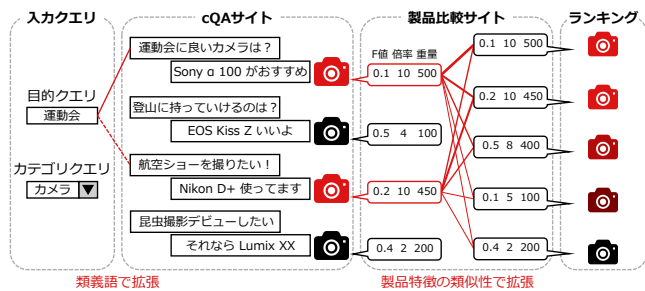 入力クエリ
cQAサイト
製品比較サイト
ランキング
目的クエリ
運動会
カテゴリクエリ
カメラ ▼
運動会に良いカメラは？
Sony α 100 がおすすめ
登山に持っていけるのは？
EOS Kiss Z いいよ
航空ショーを撮りたい！
Nikon D+ 使ってます
昆虫撮影デビューしたい
それなら Lumix XX
F値 倍率 重量
0.1 10 500
0.5 4 100
0.2 10 450
0.4 2 200
0.1 10 500
0.2 10 450
0.5 8 400
0.1 5 100
0.4 2 200
類義語で拡張
製品特徴の類似性で拡張